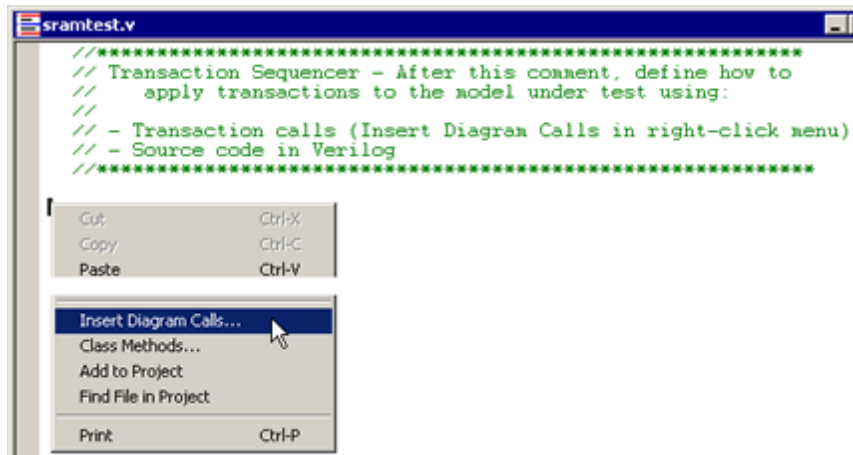 sramtest.v
//***********************************************************
// Transaction Sequencer - After this comment, define how to
//    apply transactions to the model under test using:
//
// - Transaction calls (Insert Diagram Calls in right-click menu)
// - Source code in Verilog
//************************************************************
Cut Ctrl-X
Copy Ctrl-C
Paste Ctrl-V
Insert Diagram Calls...
Class Methods...
Add to Project
Find File in Project
Print Ctrl-P